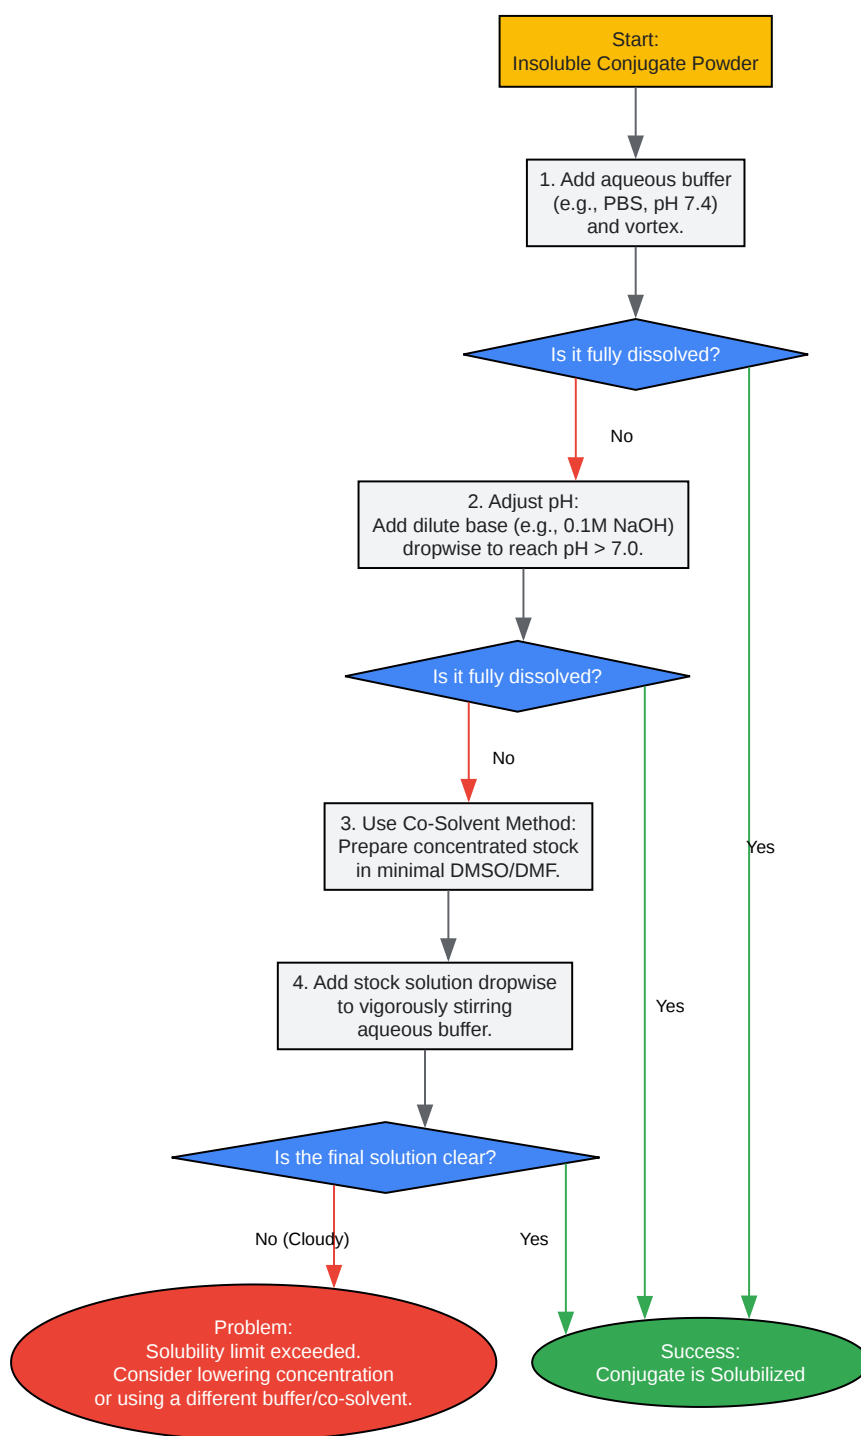 Start:
Insoluble Conjugate Powder
1. Add aqueous buffer
(e.g., PBS, pH 7.4)
and vortex.
Is it fully dissolved?
No
2. Adjust pH:
Add dilute base (e.g., 0.1M NaOH)
dropwise to reach pH > 7.0.
Is it fully dissolved?
No
3. Use Co-Solvent Method:
Prepare concentrated stock
in minimal DMSO/DMF.
Yes
4. Add stock solution dropwise
to vigorously stirring
aqueous buffer.
Yes
Is the final solution clear?
No (Cloudy)
Yes
Problem:
Solubility limit exceeded.
Consider lowering concentration
or using a different buffer/co-solvent.
Success:
Conjugate is Solubilized